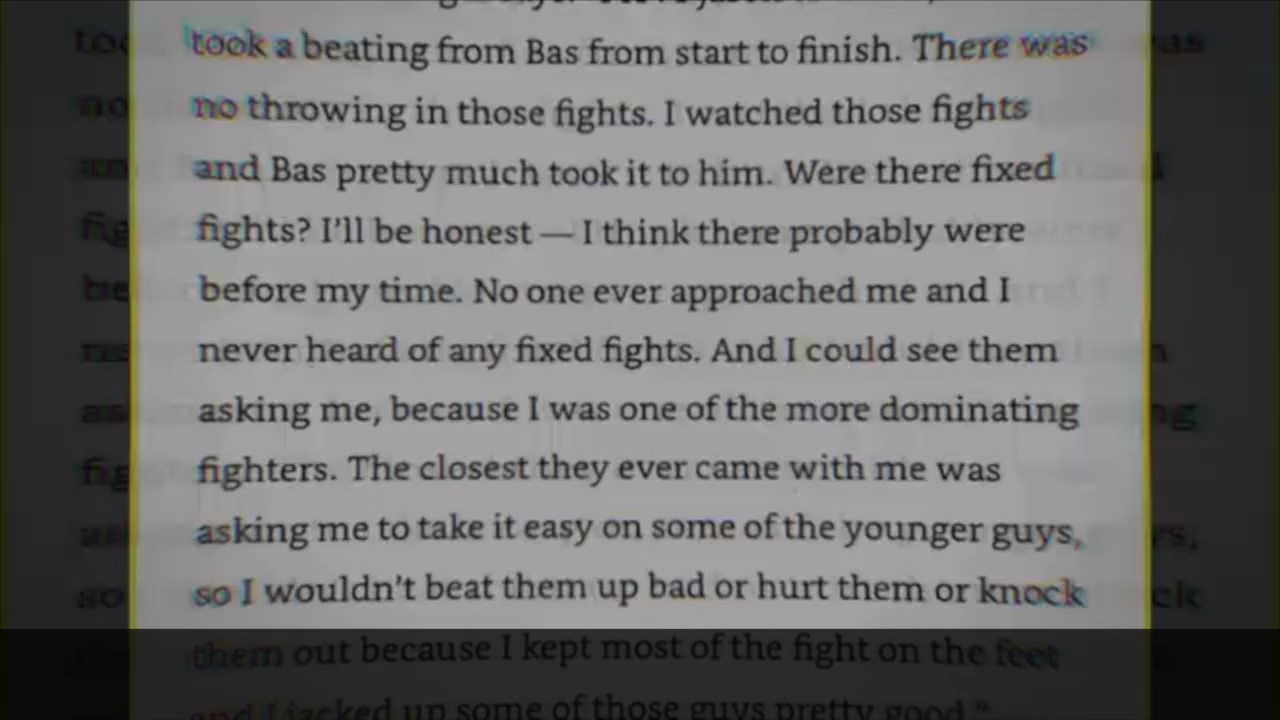 took a beating from Bas from start to finish. There was
no throwing in those fights. I watched those fights
and Bas pretty much took it to him. Were there fixed
fights? I'll be honest — I think there probably were
before my time. No one ever approached me and I
never heard of any fixed fights. And I could see them
asking me, because I was one of the more dominating
fighters. The closest they ever came with me was
asking me to take it easy on some of the younger guys,
so I wouldn't beat them up bad or hurt them or knock
them out because I kept most of the fight on the feet
and I jacked up some of those guys pretty good."